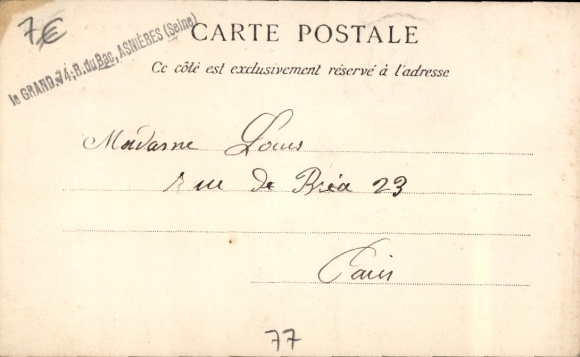 7€
le GRAND, 74, R. du Bac, ASNIÈRES (Seine)
CARTE POSTALE
Ce côté est exclusivement réservé à l'adresse
Madame Louis
Rue de Bréa 23
Paris
77